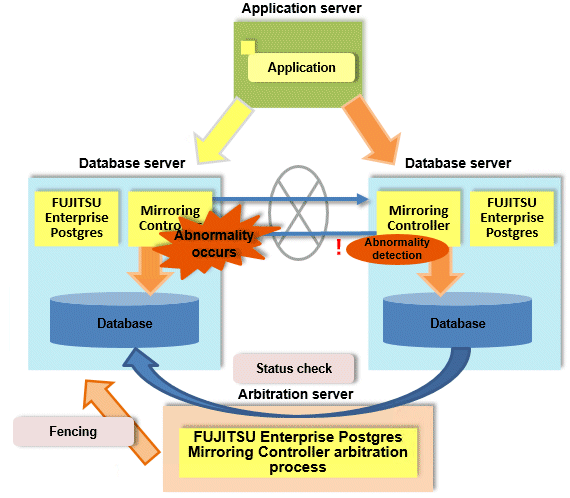 Application server
Application
Database server
Database server
FUJITSU
Enterprise
Postgres
Mirroring
Controller
Abnormality
occurs
Mirroring
Controller
!
Abnormality
detection
FUJITSU
Enterprise
Postgres
Database
Database
Status check
Arbitration server
Fencing
FUJITSU Enterprise Postgres
Mirroring Controller arbitration
process